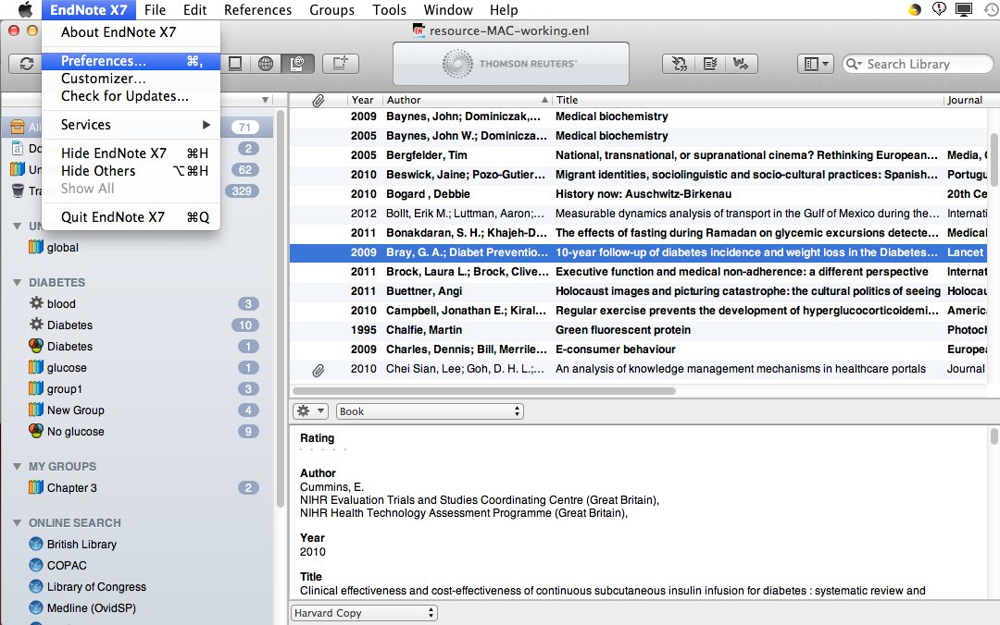 EndNote X7 File Edit References Groups Tools Window Help
About EndNote X7
Preferences... ⌘,
Customizer...
Check for Updates...
Services
Hide EndNote X7 ⌘H
Hide Others ⌥⌘H
Show All
Quit EndNote X7 ⌘Q
resource-MAC-working.enl
THOMSON REUTERS™
Search Library
Year Author Title Journal
All 71
2
Un 62
Tra 329
UN
global
DIABETES
blood 3
Diabetes 10
Diabetes 1
glucose 1
group1 3
New Group 4
No glucose 9
MY GROUPS
Chapter 3 2
ONLINE SEARCH
British Library
COPAC
Library of Congress
Medline (OvidSP)
2009 Baynes, John; Dominiczak,... Medical biochemistry
2005 Baynes, John W.; Dominicza... Medical biochemistry
2005 Bergfelder, Tim National, transnational, or supranational cinema? Rethinking European... Media, C
2010 Beswick, Jaine; Pozo-Gutier... Migrant identities, sociolinguistic and socio-cultural practices: Spanish... Portugu
2010 Bogard , Debbie History now: Auschwitz-Birkenau 20th Ce
2012 Bollt, Erik M.; Luttman, Aaron;... Measurable dynamics analysis of transport in the Gulf of Mexico during the... Internati
2011 Bonakdaran, S. H.; Khajeh-D... The effects of fasting during Ramadan on glycemic excursions detecte... Medical
2009 Bray, G. A.; Diabet Preventio... 10-year follow-up of diabetes incidence and weight loss in the Diabetes... Lancet
2011 Brock, Laura L.; Brock, Clive... Executive function and medical non-adherence: a different perspective Internat
2011 Buettner, Angi Holocaust images and picturing catastrophe: the cultural politics of seeing Holocau
2010 Campbell, Jonathan E.; Kiral... Regular exercise prevents the development of hyperglucocorticoidemi... Americ
1995 Chalfie, Martin Green fluorescent protein Photoch
2009 Charles, Dennis; Bill, Merrile... E-consumer behaviour Europea
2010 Chei Sian, Lee; Goh, D. H. L.;... An analysis of knowledge management mechanisms in healthcare portals Journal
Book
Rating
Author
Cummins, E.
NIHR Evaluation Trials and Studies Coordinating Centre (Great Britain),
NIHR Health Technology Assessment Programme (Great Britain),
Year
2010
Title
Clinical effectiveness and cost-effectiveness of continuous subcutaneous insulin infusion for diabetes : systematic review and
Harvard Copy